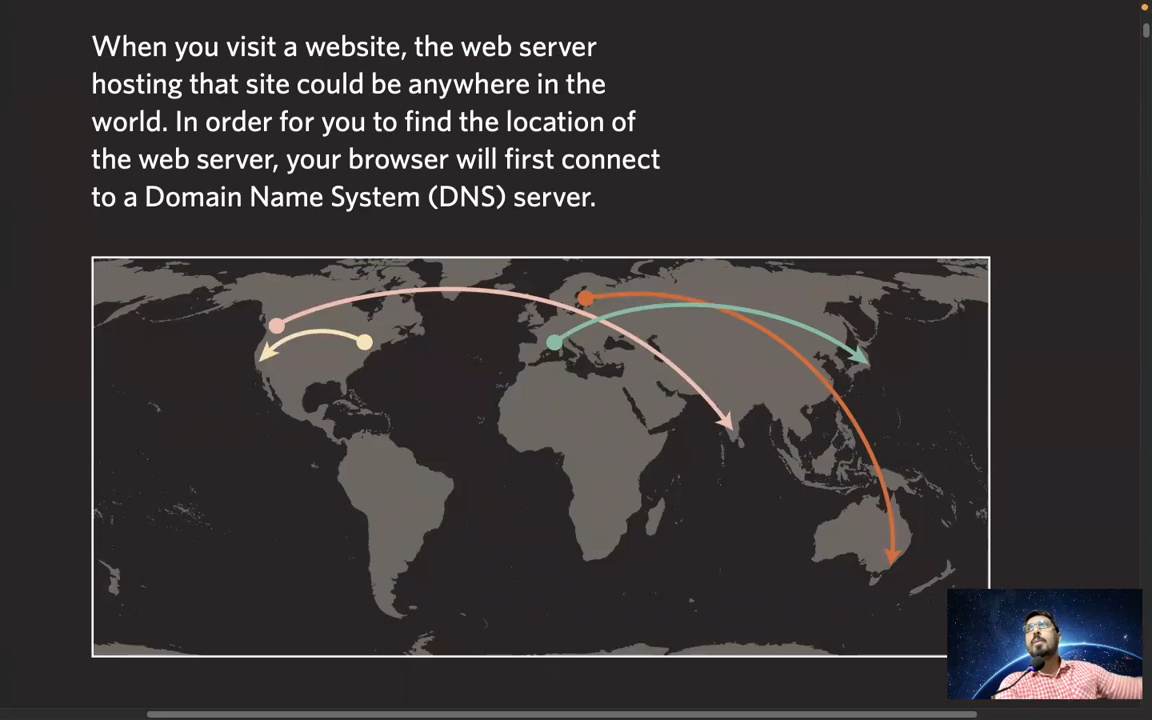 When you visit a website, the web server
hosting that site could be anywhere in the
world. In order for you to find the location of
the web server, your browser will first connect
to a Domain Name System (DNS) server.